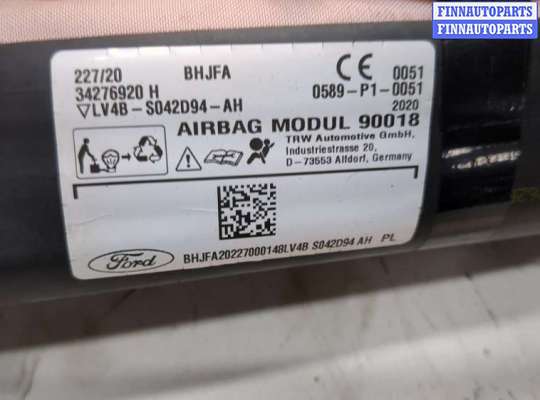 FINNAUTOPARTS
FINNAUTOPARTS
227/20 BHJFA CE 0051
34276920 H 0589-P1-0051
▽LV4B-S042D94-AH 2020
AIRBAG MODUL 90018
TRW Automotive GmbH,
Industriestrasse 20,
D-73553 Alfdorf, Germany
Ford
BHJFA20227000148LV4B S042D94 AH PL